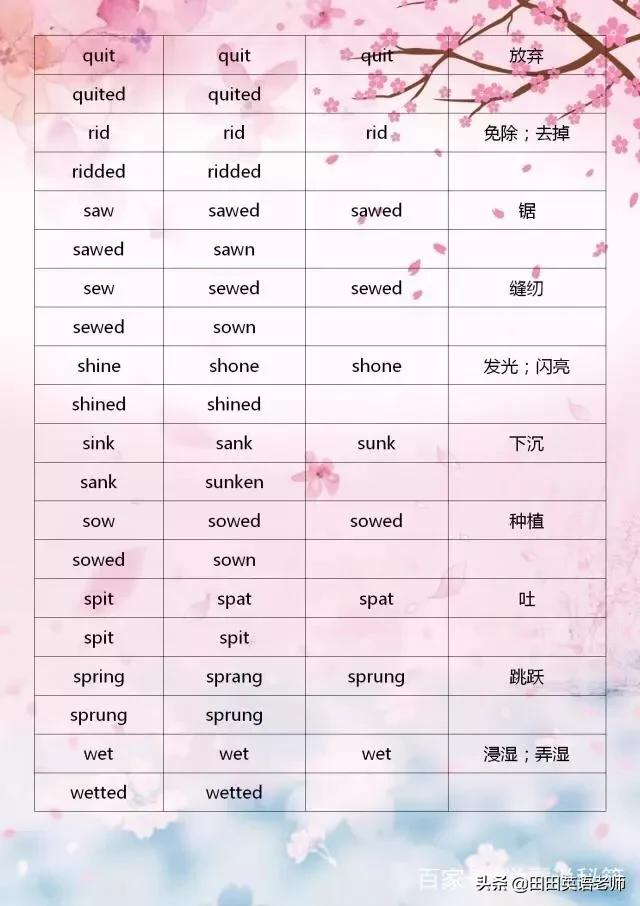 quit quit quit 放弃
quited quited
rid rid rid 免除；去掉
ridded ridded
saw sawed sawed 锯
sawed sawn
sew sewed sewed 缝纫
sewed sown
shine shone shone 发光；闪亮
shined shined
sink sank sunk 下沉
sank sunken
sow sowed sowed 种植
sowed sown
spit spat spat 吐
spit spit
spring sprang sprung 跳跃
sprung sprung
wet wet wet 浸湿；弄湿
wetted wetted
百家
头条 @田田英语老师